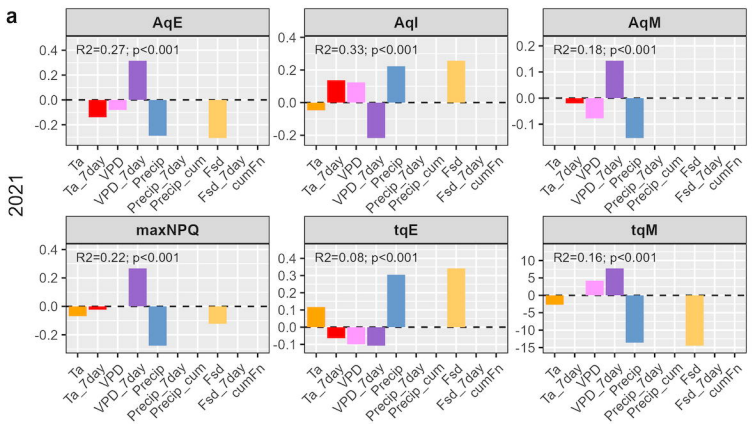 a
AqE
AqI
AqM
R2=0.27; p<0.001
R2=0.33; p<0.001
R2=0.18; p<0.001
0.4
0.2
0.0
-0.2
0.4
0.2
0.0
-0.2
0.2
0.1
0.0
-0.1
Ta
Ta_7day
VPD
VPD_7day
Precip
Precip_7day
Precip_cum
Fsd
Fsd_7day
cumFn
Ta
Ta_7day
VPD
VPD_7day
Precip
Precip_7day
Precip_cum
Fsd
Fsd_7day
cumFn
Ta
Ta_7day
VPD
VPD_7day
Precip
Precip_7day
Precip_cum
Fsd
Fsd_7day
cumFn
2021
maxNPQ
tqE
tqM
R2=0.22; p<0.001
R2=0.08; p<0.001
R2=0.16; p<0.001
0.4
0.2
0.0
-0.2
0.4
0.3
0.2
0.1
0.0
-0.1
10
5
0
-5
-10
-15
Ta
Ta_7day
VPD
VPD_7day
Precip
Precip_7day
Precip_cum
Fsd
Fsd_7day
cumFn
Ta
Ta_7day
VPD
VPD_7day
Precip
Precip_7day
Precip_cum
Fsd
Fsd_7day
cumFn
Ta
Ta_7day
VPD
VPD_7day
Precip
Precip_7day
Precip_cum
Fsd
Fsd_7day
cumFn